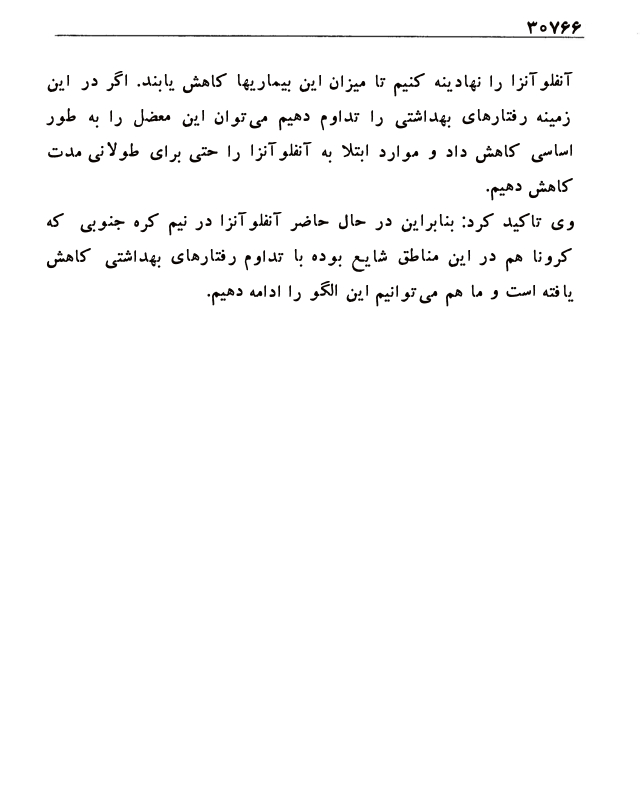 ۳۰۷۶۶
آنفلوآنزا را نهادینه کنیم تا میزان این بیماریها کاهش یابند. اگر در این
زمینه رفتارهای بهداشتی را تداوم دهیم می‌توان این معضل را به طور
اساسی کاهش داد و موارد ابتلا به آنفلوآنزا را حتی برای طولانی مدت
کاهش دهیم.
وی تاکید کرد: بنابراین در حال حاضر آنفلوآنزا در نیم کره جنوبی که
کرونا هم در این مناطق شایع بوده با تداوم رفتارهای بهداشتی کاهش
یافته است و ما هم می‌توانیم این الگو را ادامه دهیم.